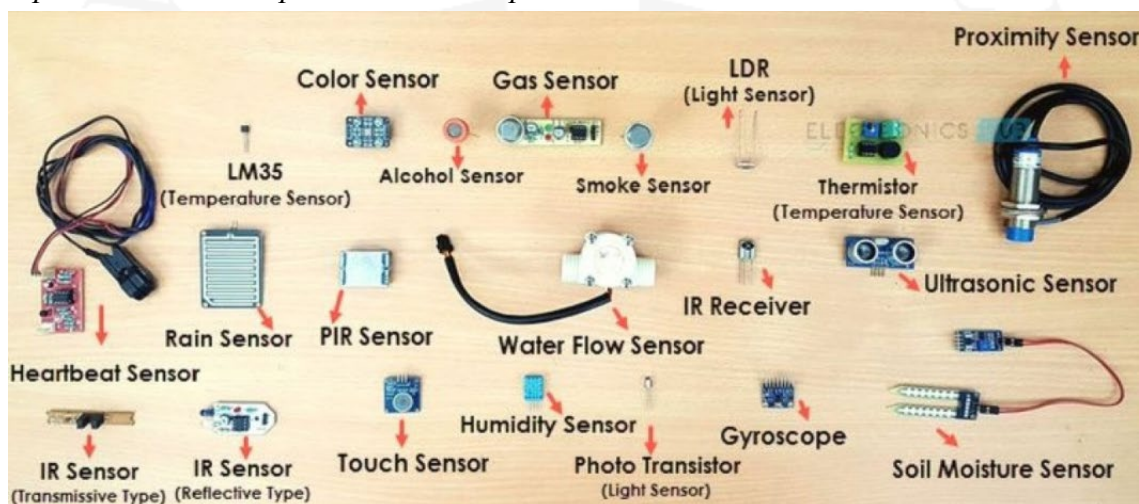 Proximity Sensor
Color Sensor
Gas Sensor
LDR
(Light Sensor)
LM35
(Temperature Sensor)
Alcohol Sensor
Smoke Sensor
Thermistor
(Temperature Sensor)
Rain Sensor
PIR Sensor
Water Flow Sensor
IR Receiver
Ultrasonic Sensor
Heartbeat Sensor
IR Sensor
(Transmissive Type)
IR Sensor
(Reflective Type)
Touch Sensor
Humidity Sensor
Photo Transistor
(Light Sensor)
Gyroscope
Soil Moisture Sensor